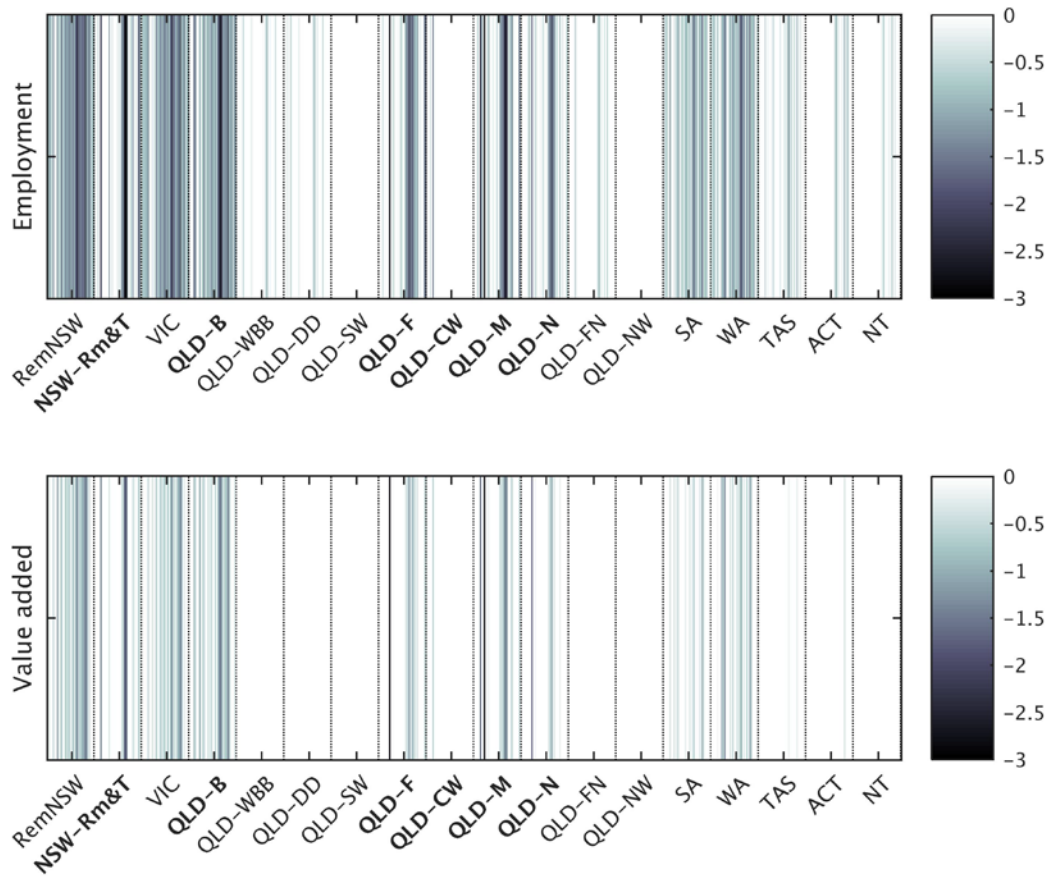 Employment
0
−0.5
−1
−1.5
−2
−2.5
−3
RemNSW
NSW−Rm&T
VIC
QLD−B
QLD−WBB
QLD−DD
QLD−SW
QLD−F
QLD−CW
QLD−M
QLD−N
QLD−FN
QLD−NW
SA
WA
TAS
ACT
NT
Value added
0
−0.5
−1
−1.5
−2
−2.5
−3
RemNSW
NSW−Rm&T
VIC
QLD−B
QLD−WBB
QLD−DD
QLD−SW
QLD−F
QLD−CW
QLD−M
QLD−N
QLD−FN
QLD−NW
SA
WA
TAS
ACT
NT